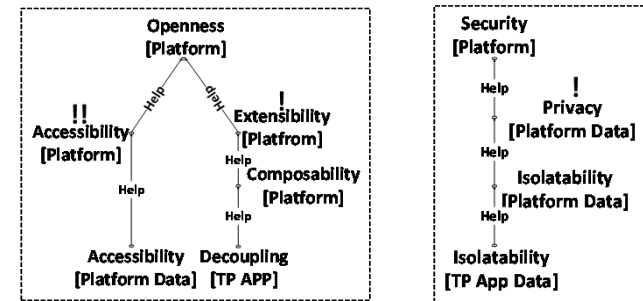 Openness
[Platform]
Help
Help
!!
Accessibility
[Platform]
!
Extensibility
[Platfrom]
Help
Composability
[Platform]
Help
Help
Accessibility
[Platform Data]
Decoupling
[TP APP]
Security
[Platform]
Help
!
Privacy
[Platform Data]
Help
Isolatability
[Platform Data]
Help
Isolatability
[TP App Data]